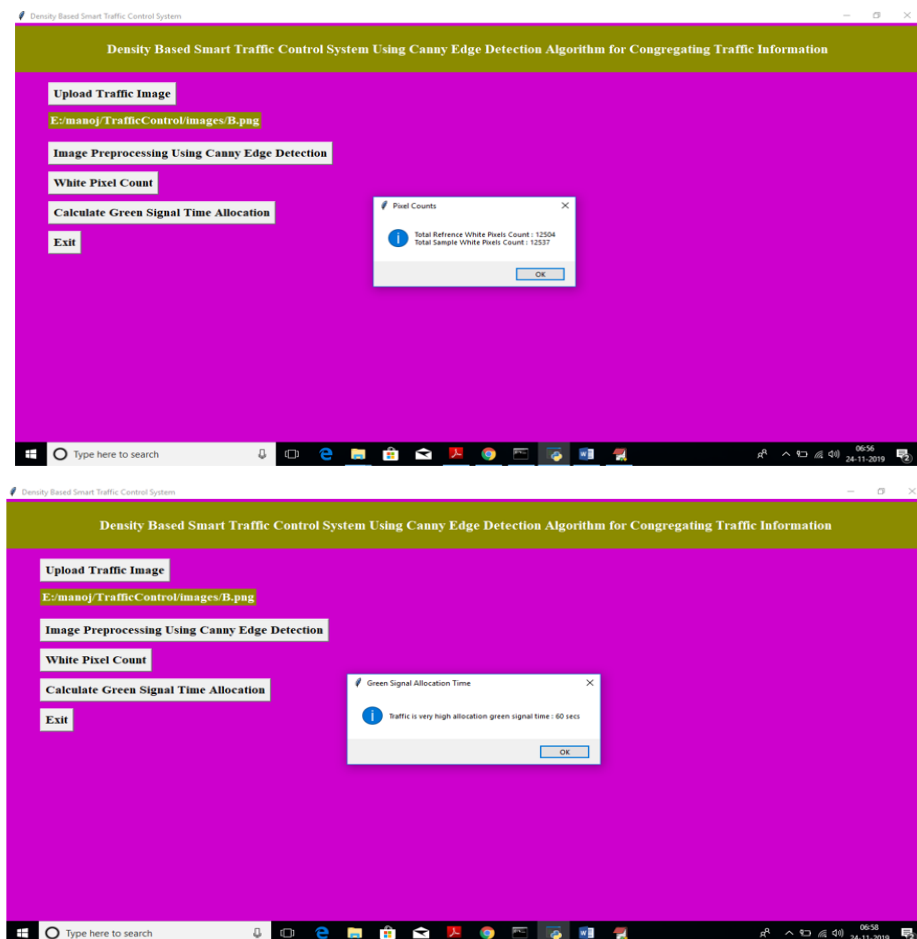 Density Based Smart Traffic Control System
Density Based Smart Traffic Control System Using Canny Edge Detection Algorithm for Congregating Traffic Information
Upload Traffic Image
E:/manoj/TrafficControl/images/B.png
Image Preprocessing Using Canny Edge Detection
White Pixel Count
Calculate Green Signal Time Allocation
Exit
Pixel Counts
Total Refrence White Pixels Count : 12504
Total Sample White Pixels Count : 12537
OK
Type here to search
06:56
24-11-2019
Density Based Smart Traffic Control System
Density Based Smart Traffic Control System Using Canny Edge Detection Algorithm for Congregating Traffic Information
Upload Traffic Image
E:/manoj/TrafficControl/images/B.png
Image Preprocessing Using Canny Edge Detection
White Pixel Count
Calculate Green Signal Time Allocation
Exit
Green Signal Allocation Time
Traffic is very high allocation green signal time : 60 secs
OK
Type here to search
06:58
24-11-2019